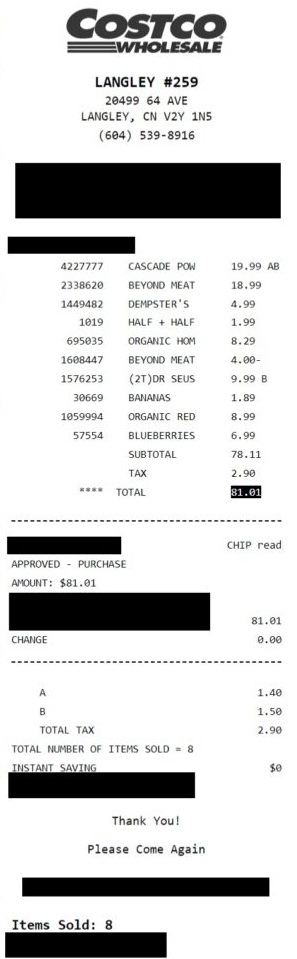 COSTCO
WHOLESALE
LANGLEY #259
20499 64 AVE
LANGLEY, CN V2Y 1N5
(604) 539-8916
4227777 CASCADE POW 19.99 AB
2338620 BEYOND MEAT 18.99
1449482 DEMPSTER'S 4.99
1019 HALF + HALF 1.99
695035 ORGANIC HOM 8.29
1608447 BEYOND MEAT 4.00-
1576253 (2T)DR SEUS 9.99 B
30669 BANANAS 1.89
1059994 ORGANIC RED 8.99
57554 BLUEBERRIES 6.99
SUBTOTAL 78.11
TAX 2.90
**** TOTAL 81.01
CHIP read
APPROVED - PURCHASE
AMOUNT: $81.01
81.01
CHANGE 0.00
A 1.40
B 1.50
TOTAL TAX 2.90
TOTAL NUMBER OF ITEMS SOLD = 8
INSTANT SAVING $0
Thank You!
Please Come Again
Items Sold: 8